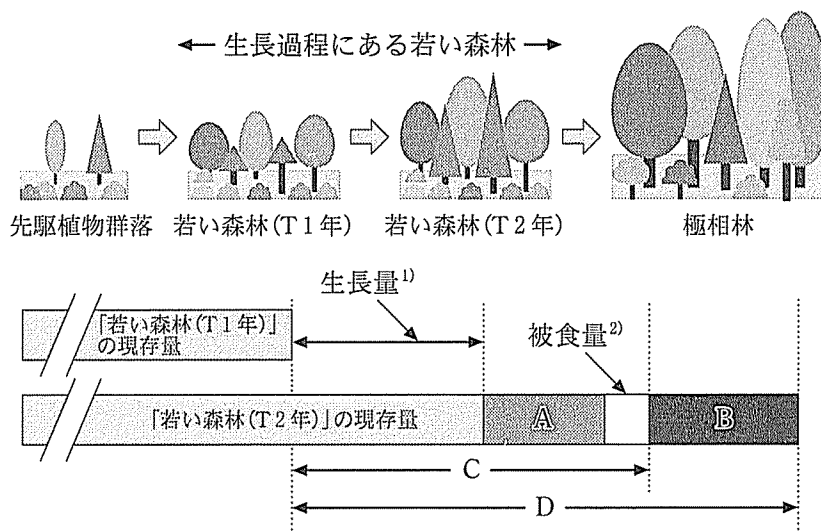 生長過程にある若い森林
先駆植物群落
若い森林(T1年)
若い森林(T2年)
極相林
生長量1)
「若い森林(T1年)」
の現存量
被食量2)
「若い森林(T2年)」の現存量
A
B
C
D